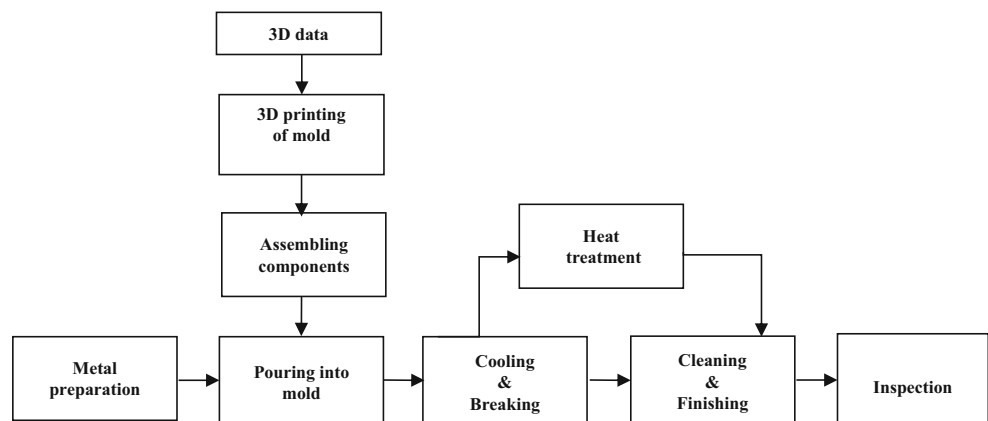 3D data
3D printing
of mold
Assembling
components
Heat
treatment
Metal
preparation
Pouring into
mold
Cooling
&
Breaking
Cleaning
&
Finishing
Inspection